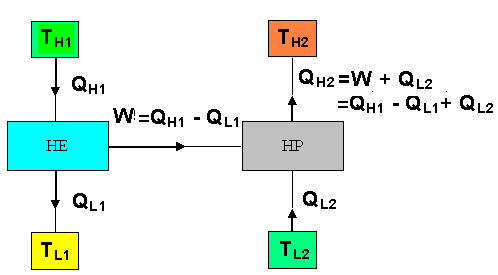 TH1
TH2
QH1
QH2=W + QL2
=QH1 - QL1+ QL2
W=QH1 - QL1
HE
HP
QL1
QL2
TL1
TL2